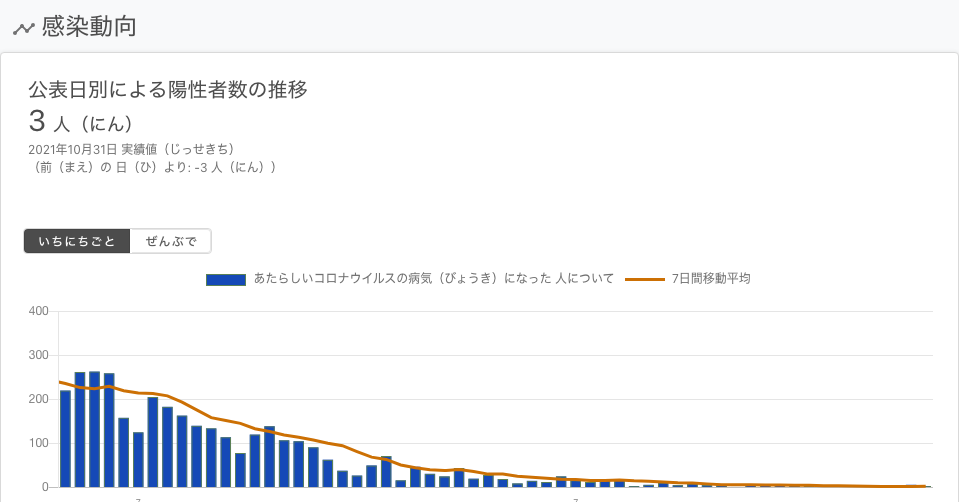 感染動向
公表日別による陽性者数の推移
3 人（にん）
2021年10月31日 実績値（じっせきち）
（前（まえ）の 日（ひ）より: -3 人（にん））
いちにちごと ぜんぶで
あたらしいコロナウイルスの病気（びょうき）になった 人について 7日間移動平均
400
300
200
100
0